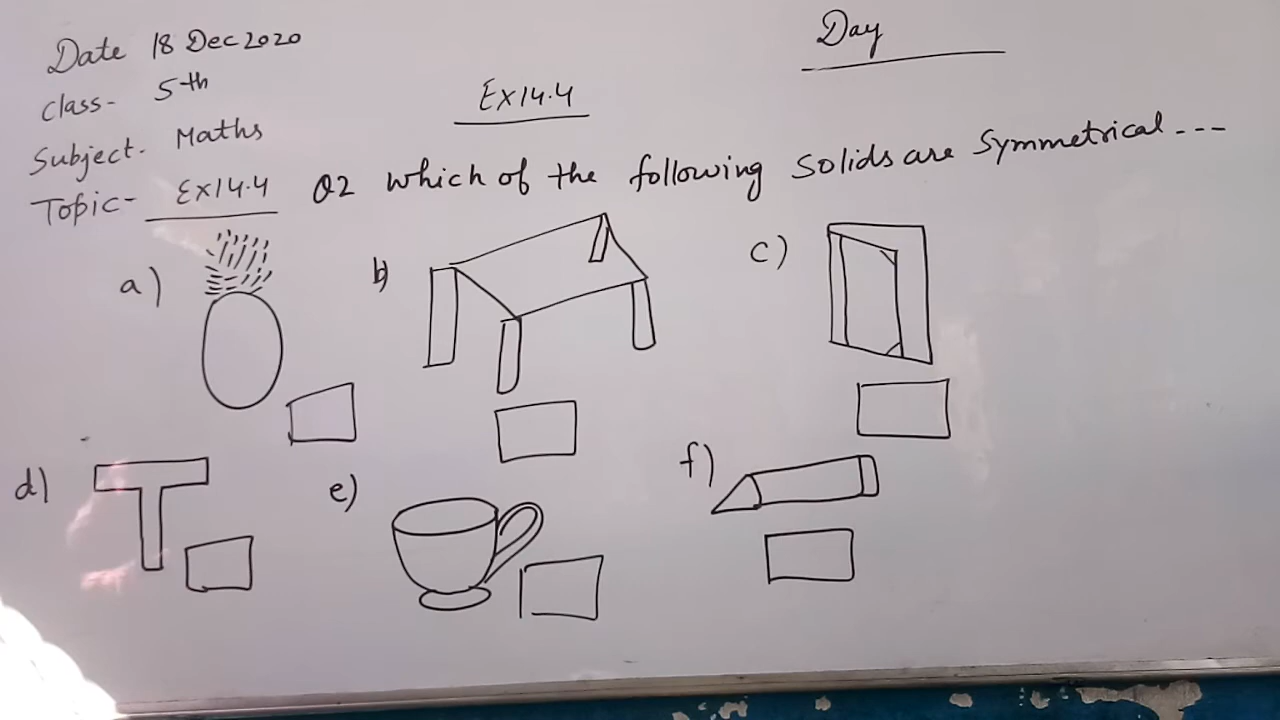 Date 18 Dec 2020
Day
Class- 5th
Ex14.4
Subject- Maths
Topic- Ex14.4
Q2 which of the following Solids are Symmetrical---
a)
b)
c)
d)
e)
f)